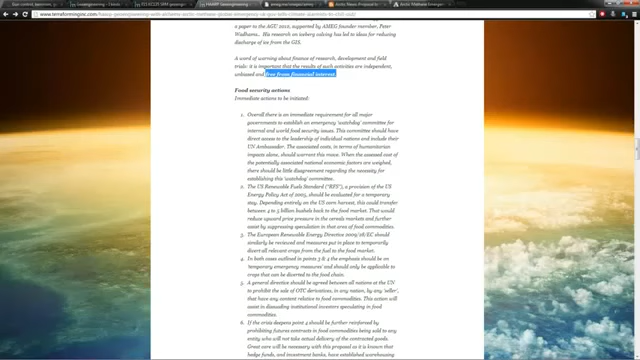 www.terraforminginc.com
a paper to the AGU 2012, supported by AMEG founder member, Peter
Wadhams.. His research on iceberg calving has led to ideas for reducing
discharge of ice from the GIS.
A word of warning about finance of research, development and field
trials: it is important that the results of such activities are independent,
unbiased and free from financial interest.
Food security actions
Immediate actions to be initiated:
1. Overall there is an immediate requirement for all major
governments to establish an emergency 'watchdog' committee for
internal and world food security issues. This committee should have
direct access to the leadership of individual nations and include their
UN Ambassador. The associated costs, in terms of humanitarian
impacts alone, should warrant this move. When the assessed cost of
the potentially associated national economic factors are weighed,
there should be little disagreement regarding the necessity for
establishing this 'watchdog' committee.
2. The US Renewable Fuels Standard ("RFS"), a provision of the US
Energy Policy Act of 2005, should be evaluated for a temporary
stay. Depending entirely on the US corn harvest, this could transfer
between 4 to 5 billion bushels back to the food market. That would
reduce upward price pressure in the cereals markets and further
assist by suppressing speculation in that area of food commodities.
3. The European Renewable Energy Directive 2009/28/EC should
similarly be reviewed and measures put in place to temporarily
divert all relevant crops from the fuel to the food market.
4. In both cases outlined in points 3 & 4 the emphasis should be on
'temporary emergency measures' and should only be applicable to
crops that can be diverted to the food chain.
5. A general directive should be agreed between all nations at the UN
to prohibit the sale of OTC derivatives, in any nation, by any 'seller',
that have any content relative to food commodities. This action will
assist in dissuading institutional investors speculating in food
commodities.
6. If the crisis deepens point 5 should be further reinforced by
prohibiting futures contracts in food commodities being sold to any
entity who will not take actual delivery of the contracted goods.
Great care will be necessary with this proposal as it is known that
hedge funds, and investment banks, have established warehousing